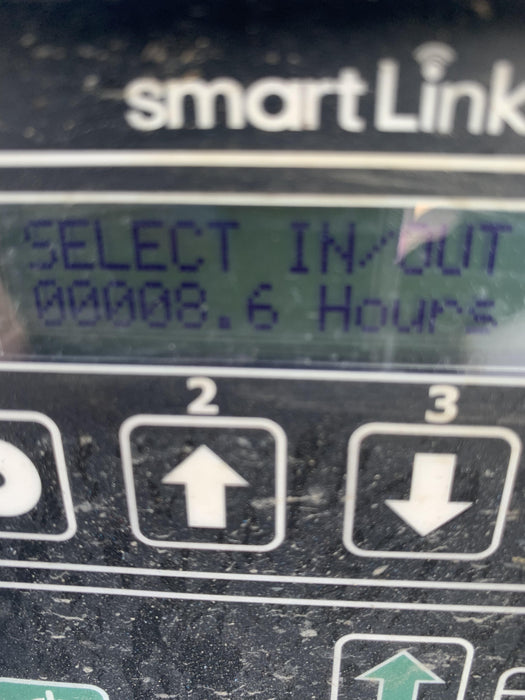 smartLink
SELECT IN/OUT
00008.6 Hours
2 3